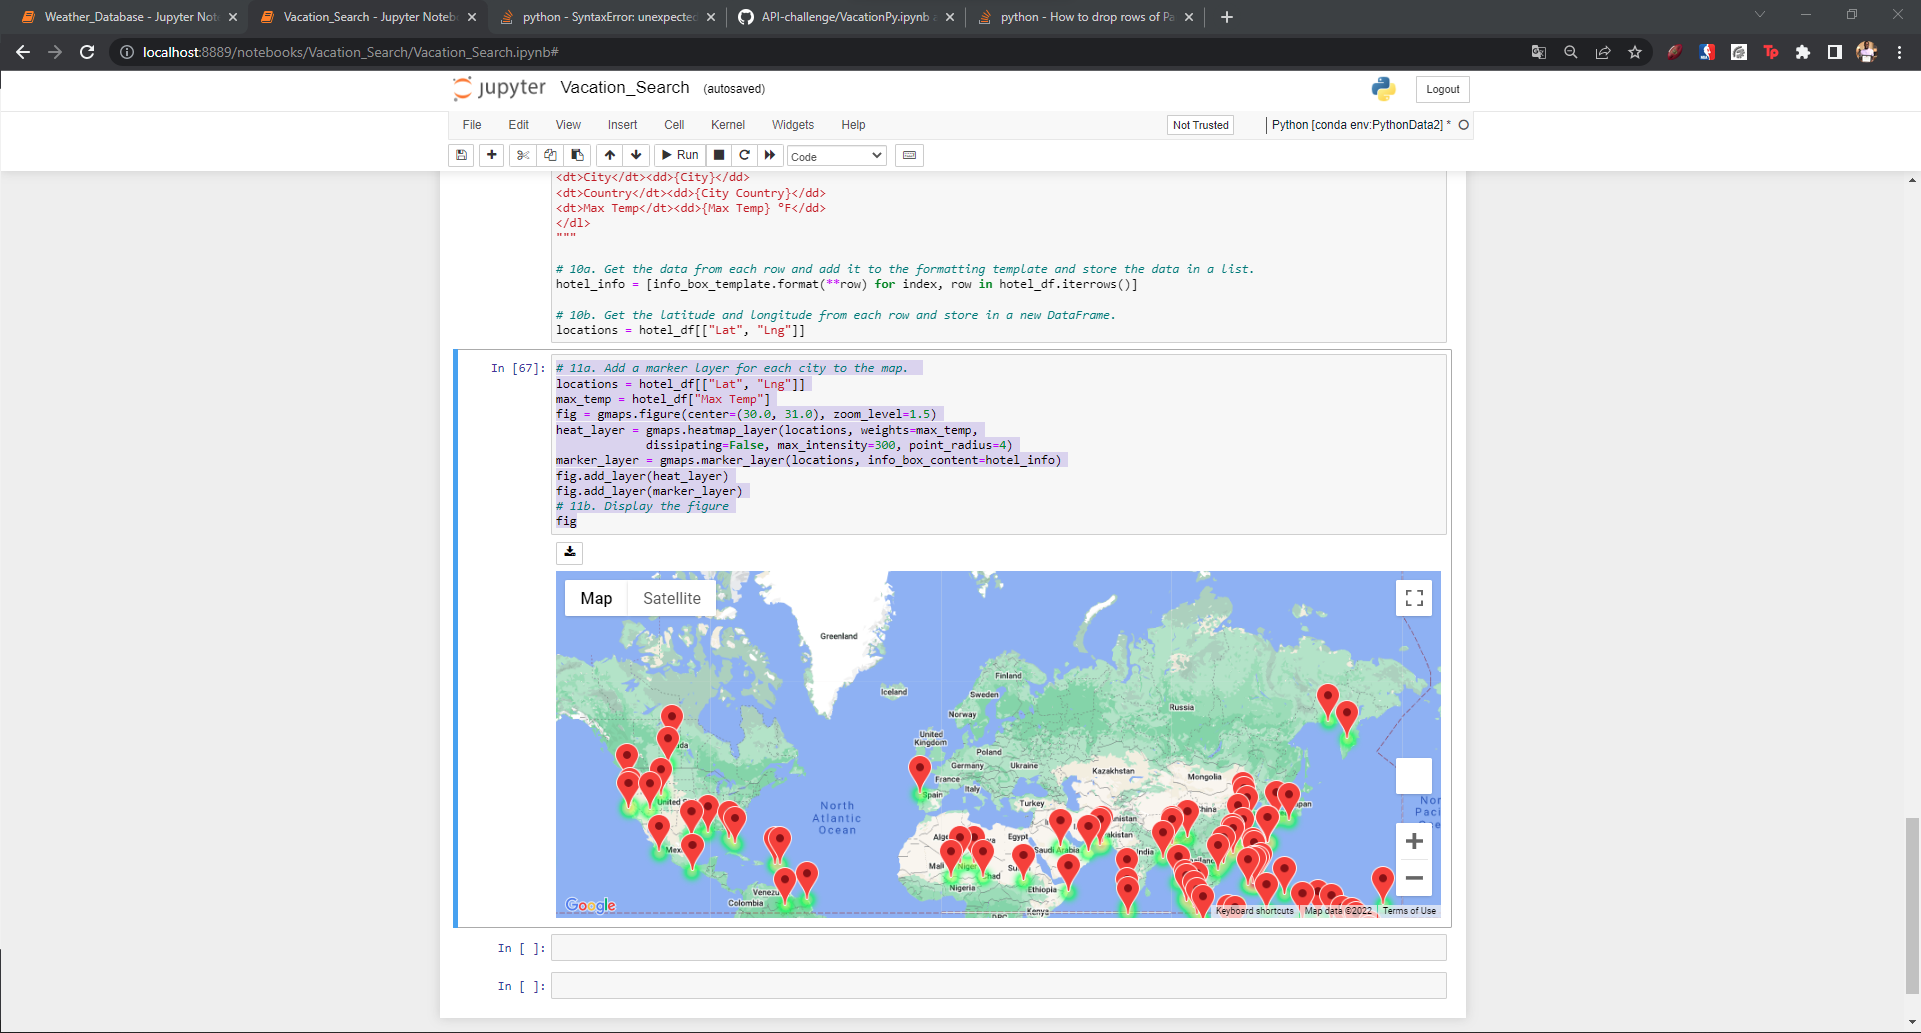 Weather_Database - Jupyter Not
Vacation_Search - Jupyter Noteb
python - SyntaxError: unexpected
API-challenge/VacationPy.ipynb a
python - How to drop rows of Pa
localhost:8889/notebooks/Vacation_Search/Vacation_Search.ipynb#
Tp
jupyter Vacation_Search (autosaved)
Logout
File Edit View Insert Cell Kernel Widgets Help
Not Trusted
Python [conda env:PythonData2] *
Run
Code
<dt>City</dt><dd>{City}</dd>
<dt>Country</dt><dd>{City Country}</dd>
<dt>Max Temp</dt><dd>{Max Temp} °F</dd>
</dl>
"""
# 10a. Get the data from each row and add it to the formatting template and store the data in a list.
hotel_info = [info_box_template.format(**row) for index, row in hotel_df.iterrows()]
# 10b. Get the latitude and longitude from each row and store in a new DataFrame.
locations = hotel_df[["Lat", "Lng"]]
In [67]:
# 11a. Add a marker layer for each city to the map.
locations = hotel_df[["Lat", "Lng"]]
max_temp = hotel_df["Max Temp"]
fig = gmaps.figure(center=(30.0, 31.0), zoom_level=1.5)
heat_layer = gmaps.heatmap_layer(locations, weights=max_temp,
dissipating=False, max_intensity=300, point_radius=4)
marker_layer = gmaps.marker_layer(locations, info_box_content=hotel_info)
fig.add_layer(heat_layer)
fig.add_layer(marker_layer)
# 11b. Display the figure
fig
Map Satellite
Greenland
Iceland
Finland
Sweden
Norway
Russia
United
Kingdom
Poland
Germany
Ukraine
France
Kazakhstan
Mongolia
Spain
Italy
Turkey
United S
China
North
Atlantic
Ocean
Egypt
Saudi Arabia
India
Mex
Mali
Niger
Nigeria
Ethiopia
Kenya
DRC
Venezu
Colombia
Google
Keyboard shortcuts
Map data ©2022
Terms of Use
In [ ]:
In [ ]: